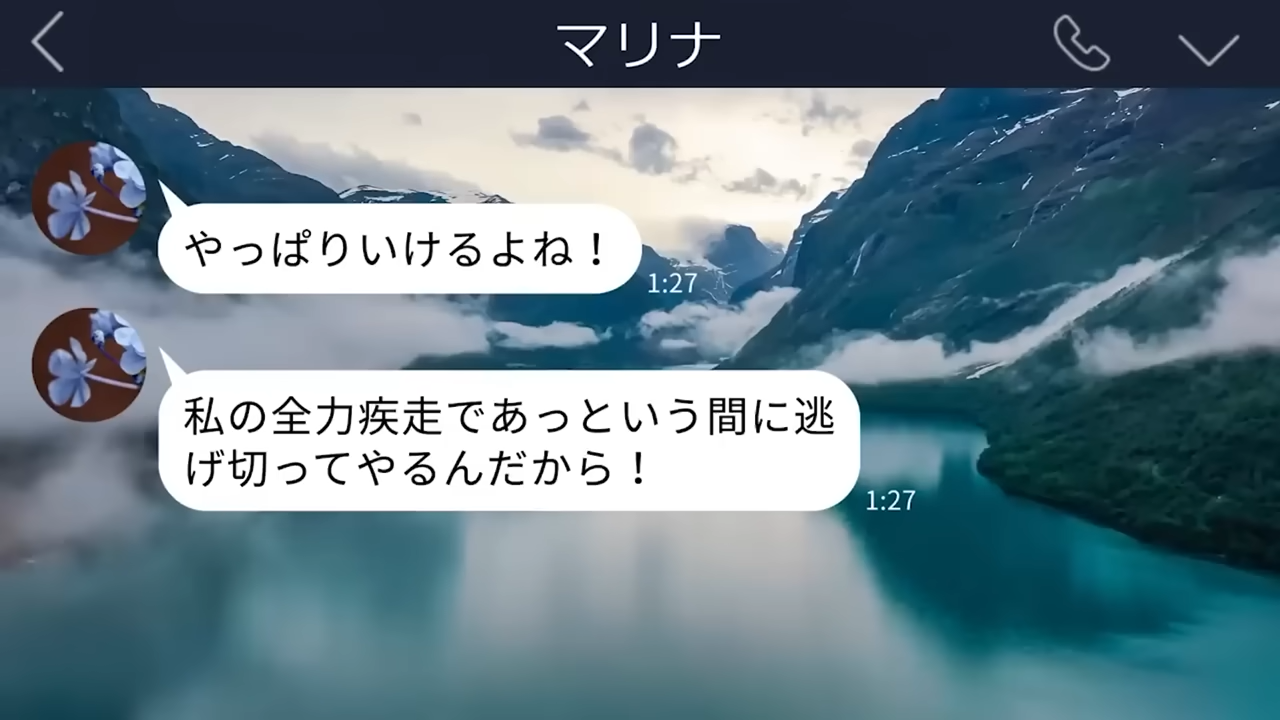 マリナ
やっぱりいけるよね！
1:27
私の全力疾走であっという間に逃
げ切ってやるんだから！
1:27